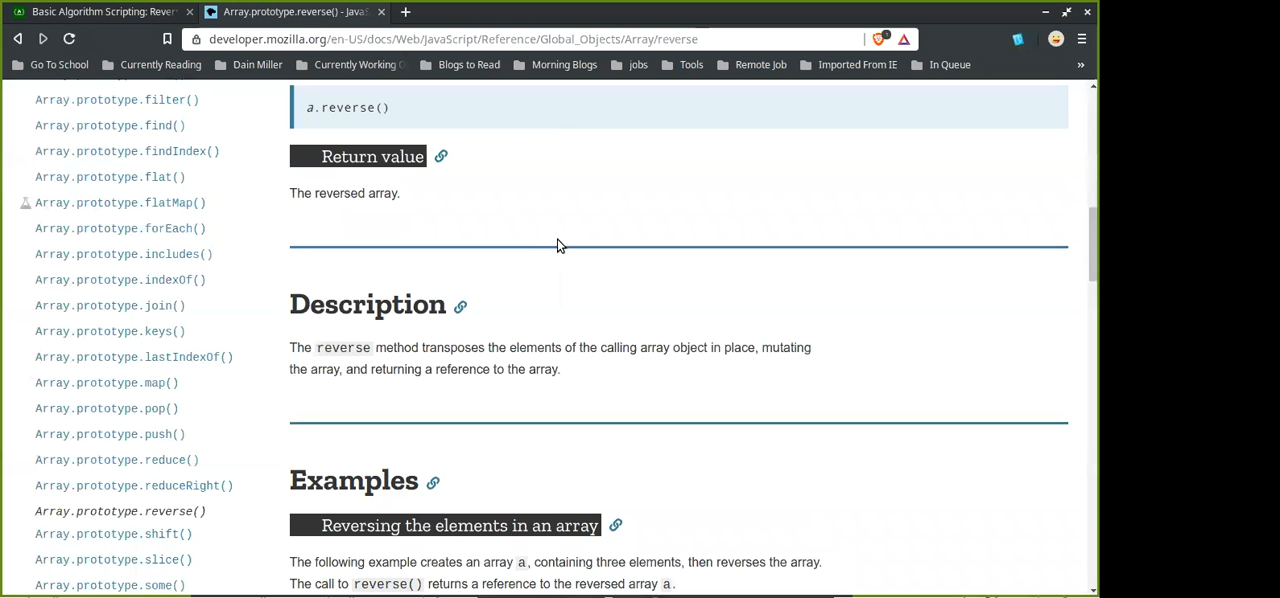 Basic Algorithm Scripting: Rever
Array.prototype.reverse() - JavaS
developer.mozilla.org/en-US/docs/Web/JavaScript/Reference/Global_Objects/Array/reverse
1
Go To School
Currently Reading
Dain Miller
Currently Working
Blogs to Read
Morning Blogs
jobs
Tools
Remote Job
Imported From IE
In Queue
»
Array.prototype.filter()
Array.prototype.find()
Array.prototype.findIndex()
Array.prototype.flat()
Array.prototype.flatMap()
Array.prototype.forEach()
Array.prototype.includes()
Array.prototype.indexOf()
Array.prototype.join()
Array.prototype.keys()
Array.prototype.lastIndexOf()
Array.prototype.map()
Array.prototype.pop()
Array.prototype.push()
Array.prototype.reduce()
Array.prototype.reduceRight()
Array.prototype.reverse()
Array.prototype.shift()
Array.prototype.slice()
Array.prototype.some()
a.reverse()
Return value
The reversed array.
Description
The reverse method transposes the elements of the calling array object in place, mutating
the array, and returning a reference to the array.
Examples
Reversing the elements in an array
The following example creates an array a, containing three elements, then reverses the array.
The call to reverse() returns a reference to the reversed array a.